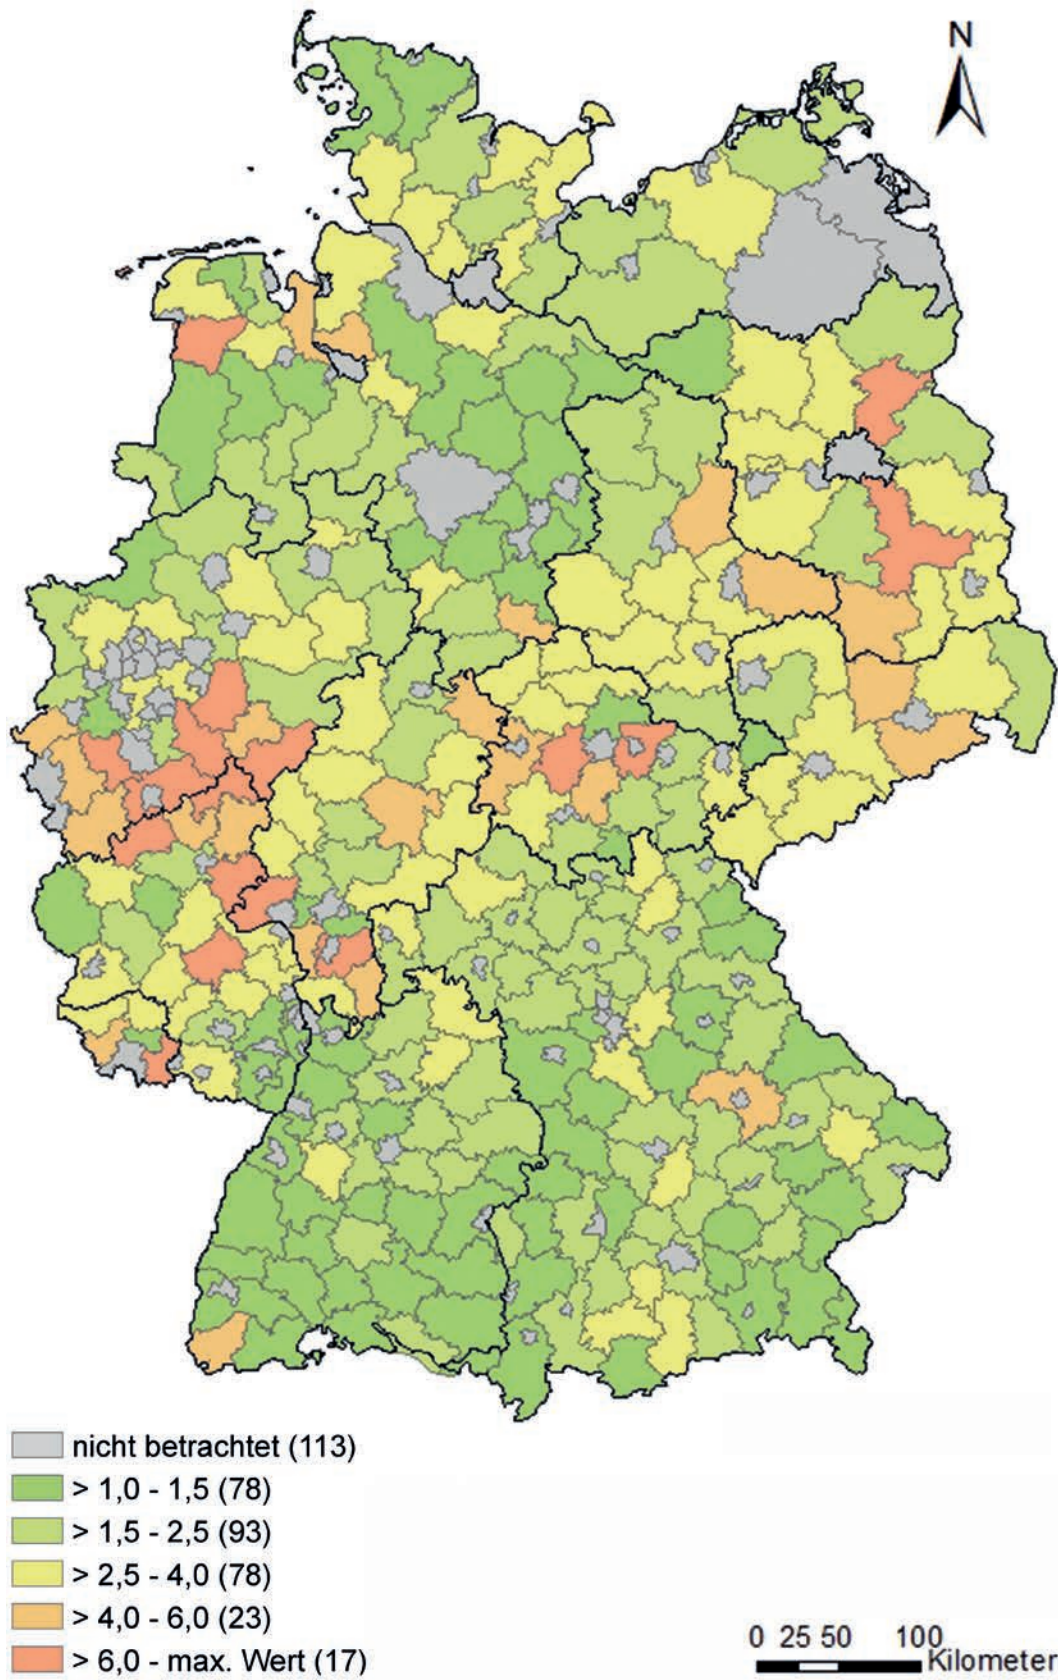 N
nicht betrachtet (113)
> 1,0 - 1,5 (78)
> 1,5 - 2,5 (93)
> 2,5 - 4,0 (78)
> 4,0 - 6,0 (23)
> 6,0 - max. Wert (17)
0 25 50 100
Kilometer